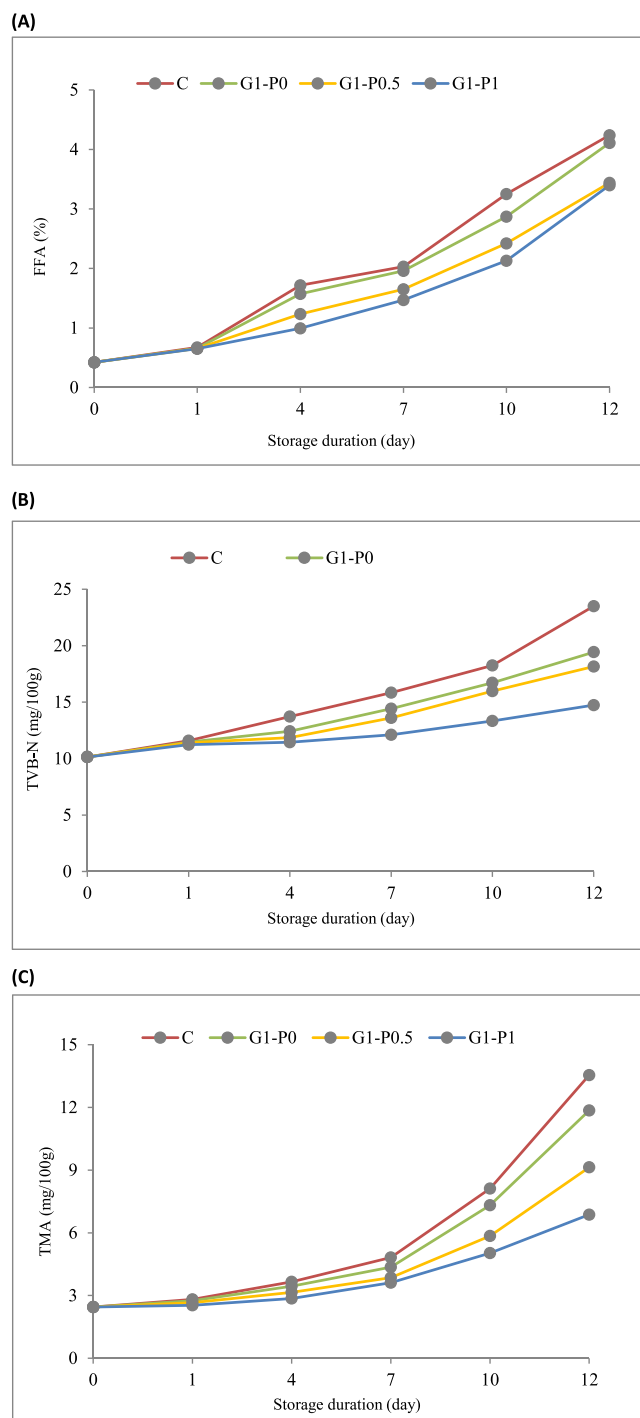 (A)
C G1-P0 G1-P0.5 G1-P1
5
4
3
2
1
0
FFA (%)
0 1 4 7 10 12
Storage duration (day)
(B)
C G1-P0
25
20
15
10
5
0
TVB-N (mg/100g)
0 1 4 7 10 12
Storage duration (day)
(C)
C G1-P0 G1-P0.5 G1-P1
15
12
9
6
3
0
TMA (mg/100g)
0 1 4 7 10 12
Storage duration (day)